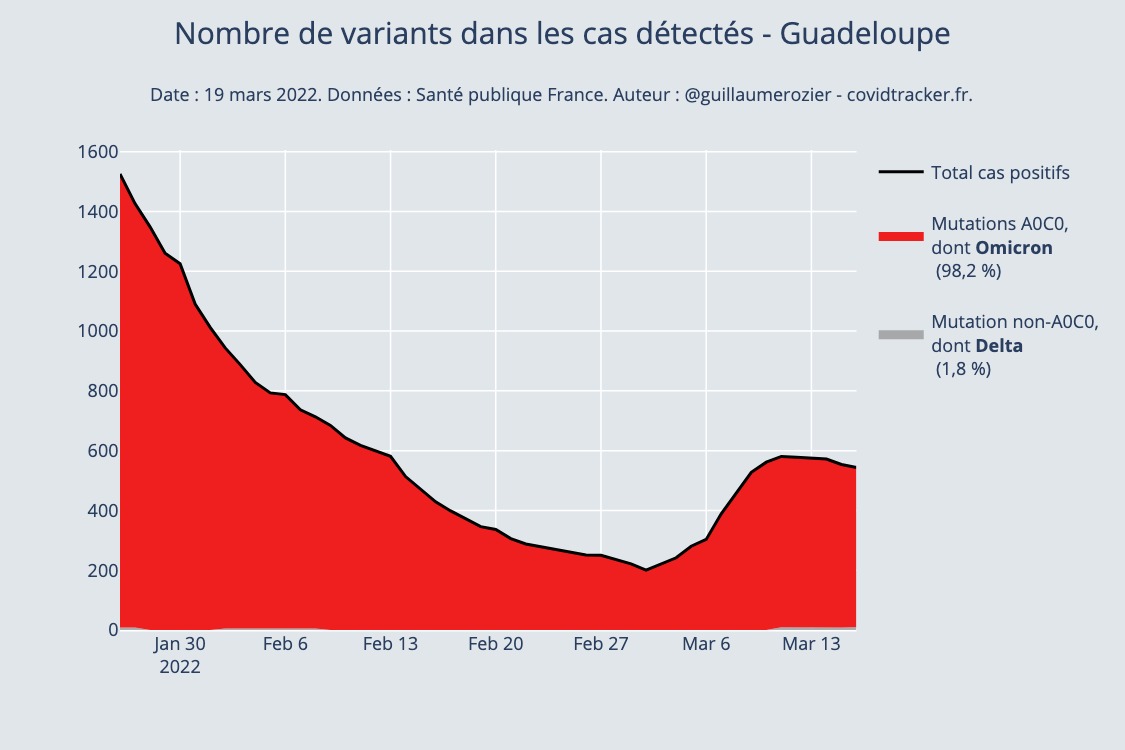 Nombre de variants dans les cas détectés - Guadeloupe
Date : 19 mars 2022. Données : Santé publique France. Auteur : @guillaumerozier - covidtracker.fr.
1600
1400
1200
1000
800
600
400
200
0
Jan 30
2022
Feb 6
Feb 13
Feb 20
Feb 27
Mar 6
Mar 13
Total cas positifs
Mutations A0C0,
dont Omicron
(98,2 %)
Mutation non-A0C0,
dont Delta
(1,8 %)